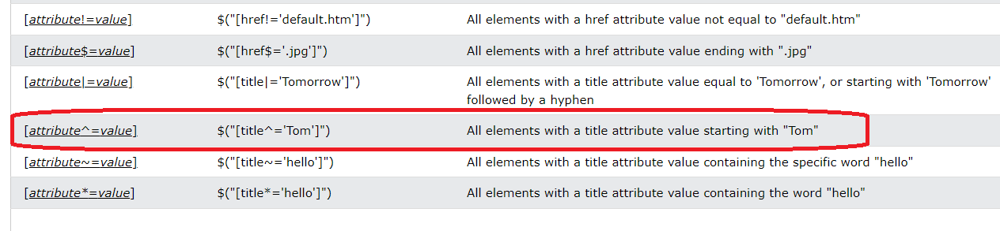 [attribute!=value] $("[href!='default.htm']") All elements with a href attribute value not equal to "default.htm"
[attribute$=value] $("[href$='.jpg']") All elements with a href attribute value ending with ".jpg"
[attribute|=value] $("[title|='Tomorrow']") All elements with a title attribute value equal to 'Tomorrow', or starting with 'Tomorrow'
followed by a hyphen
[attribute^=value] $("[title^='Tom']") All elements with a title attribute value starting with "Tom"
[attribute~=value] $("[title~='hello']") All elements with a title attribute value containing the specific word "hello"
[attribute*=value] $("[title*='hello']") All elements with a title attribute value containing the word "hello"